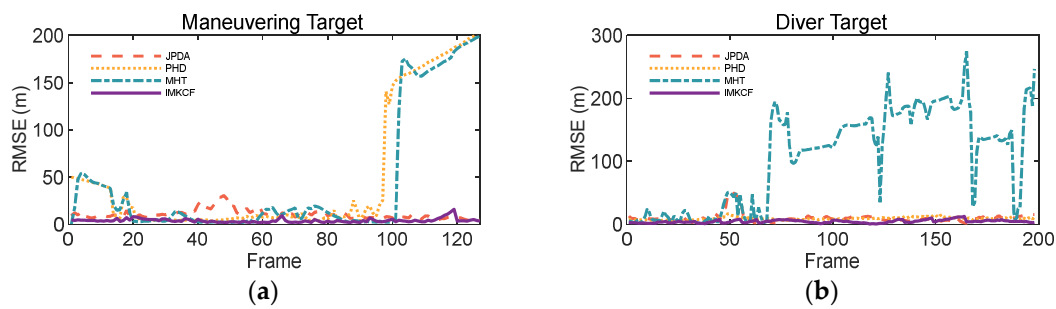 Maneuvering Target
200
150
100
50
0
RMSE (m)
JPDA
PHD
MHT
IMKCF
0 20 40 60 80 100 120
Frame
(a)
Diver Target
300
200
100
0
RMSE (m)
JPDA
PHD
MHT
IMKCF
0 50 100 150 200
Frame
(b)